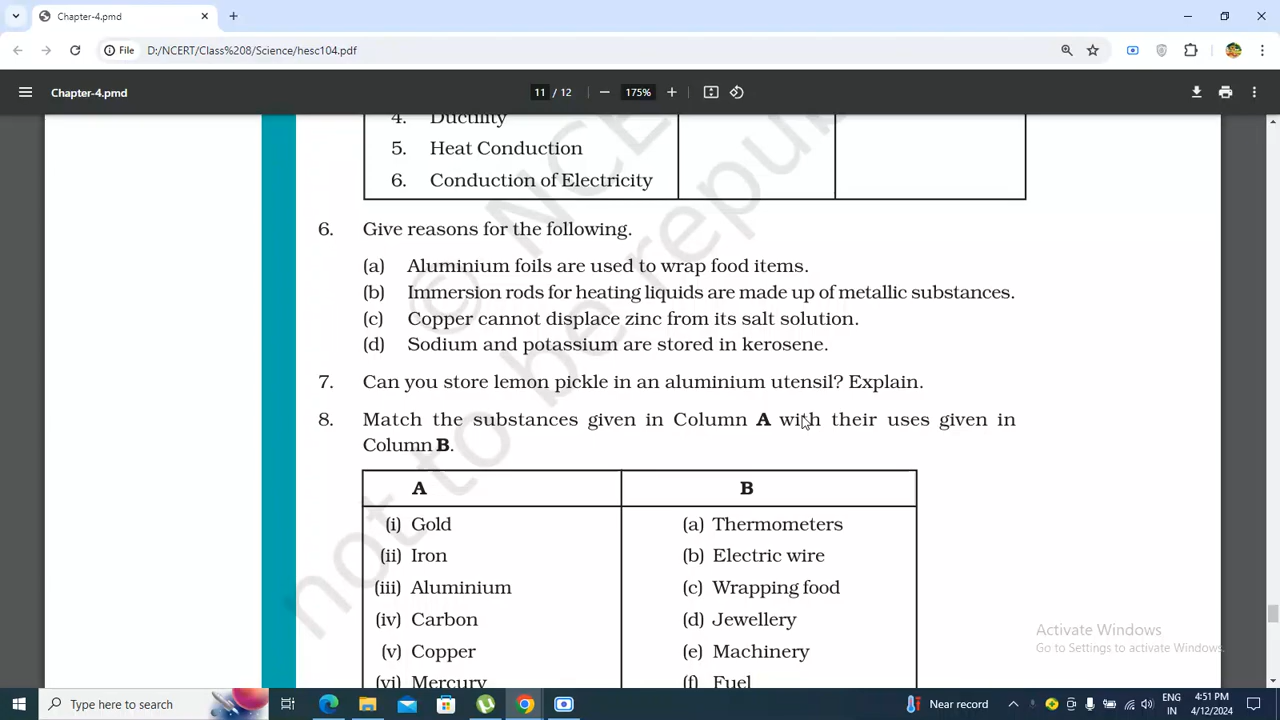 Chapter-4.pmd
File D:/NCERT/Class%208/Science/hesc104.pdf
Chapter-4.pmd 11 / 12 175%
4. Ductility
5. Heat Conduction
6. Conduction of Electricity
6. Give reasons for the following.
(a) Aluminium foils are used to wrap food items.
(b) Immersion rods for heating liquids are made up of metallic substances.
(c) Copper cannot displace zinc from its salt solution.
(d) Sodium and potassium are stored in kerosene.
7. Can you store lemon pickle in an aluminium utensil? Explain.
8. Match the substances given in Column A with their uses given in
Column B.
A B
(i) Gold (a) Thermometers
(ii) Iron (b) Electric wire
(iii) Aluminium (c) Wrapping food
(iv) Carbon (d) Jewellery
(v) Copper (e) Machinery
(vi) Mercury (f) Fuel
© NCE
not to be republi
Activate Windows
Go to Settings to activate Windows.
Type here to search
Near record
ENG
IN
4:51 PM
4/12/2024